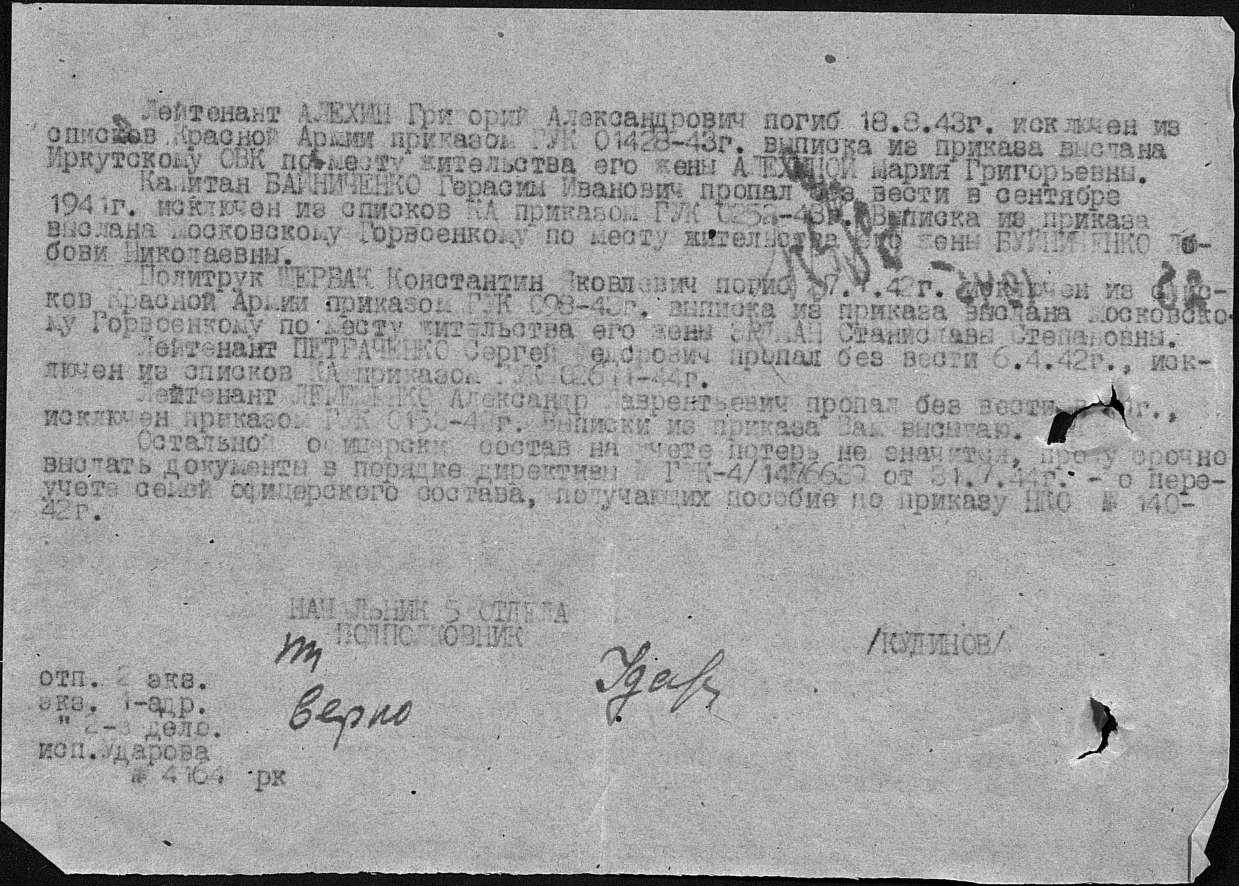 Лейтенант АЛЕХИН Григорий Александрович погиб 18.8.43г. исключен из
списков Красной Армии приказом ГУК 01428-43г. выписка из приказа выслана
Иркутскому ОВК по месту жительства его жены АЛЕХИНОЙ Мария Григорьевны.
Капитан БАЙНИЧЕНКО Герасим Иванович пропал без вести в сентябре
1941г. исключен из списков КА приказом ГУК Выписка из приказа
выслана Московскому Горвоенкому по месту жительства его жены
бови Николаевны.
Политрук ЩЕРБАК Константин Яковлевич погиб исключен из спис-
ков Красной Армии приказом ГУК 098-43г. выписка из приказа выслана Московско-
му Горвоенкому по месту жительства его жены Станиславы Степановны.
Лейтенант ПЕТРАЧЕНКО Сергей Федорович пропал без вести 6.4.42г., иск-
лючен из списков КА приказом ГУК
Лейтенант Александр Лаврентьевич пропал без вести
исключен приказом ГУК Выписки из приказа Вам высылаю.
Остальной офицерский состав на учете потерь не значится, прошу срочно
выслать документы в порядке директивы ГУК-4/ от 31.7.44г. - о пере-
учете семей офицерского состава, получающих пособие по приказу НКО № 140-
42г.
НАЧАЛЬНИК 5 ОТДЕЛА
ПОДПОЛКОВНИК /КУДИНОВ/
отп. 2 экз.
экз. 1-адр.
" 2-в дело.
исп.Ударова
№ 4164 рк
Верно